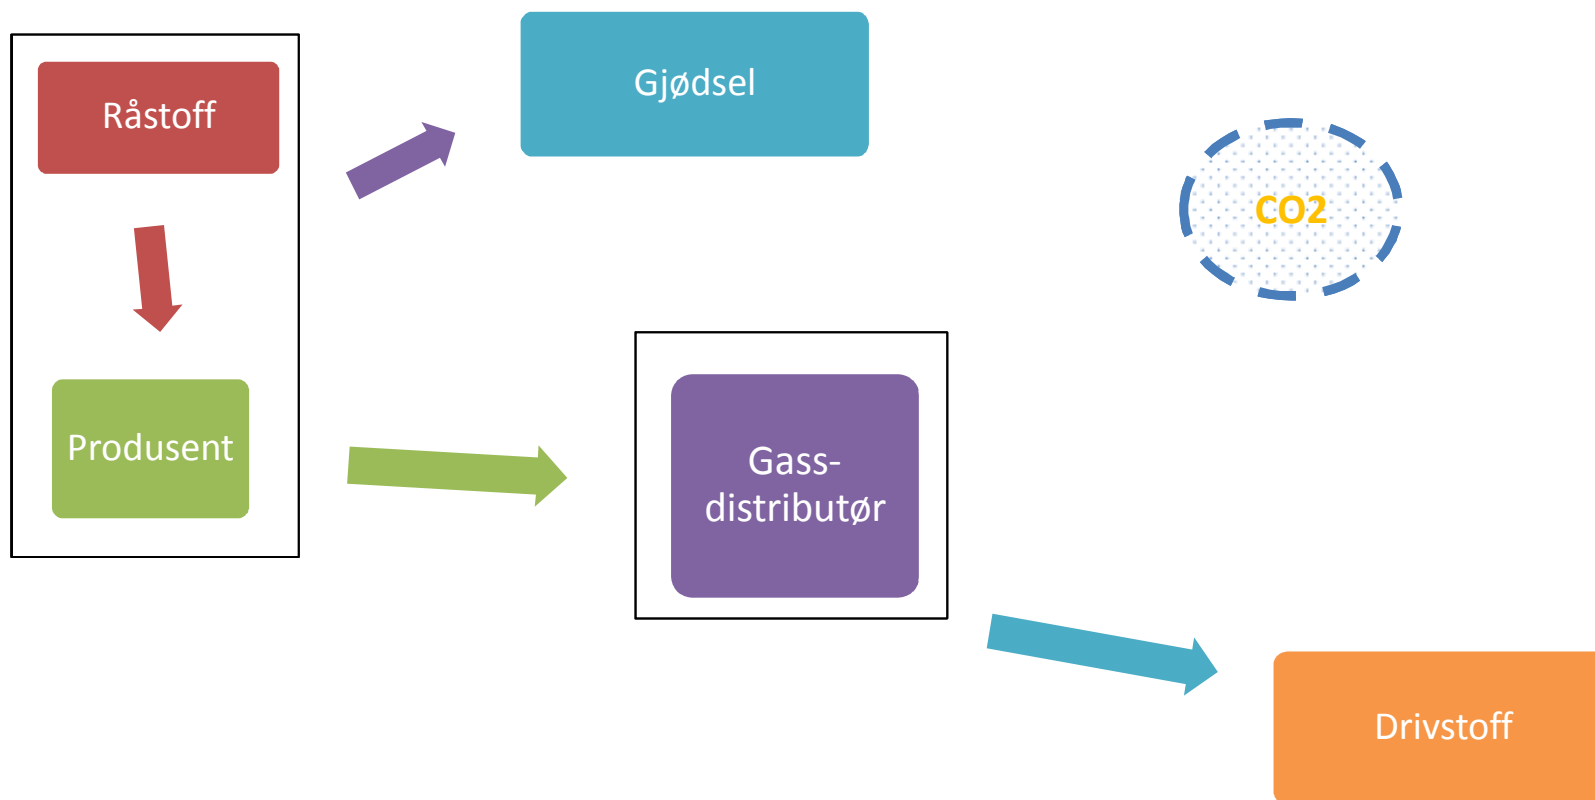 Råstoff
Gjødsel
CO2
Produsent
Gass-
distributør
Drivstoff